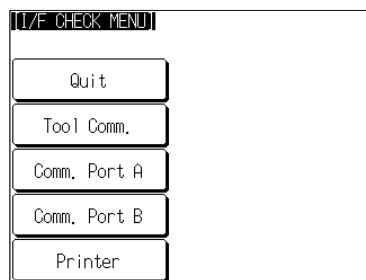 [I/F CHECK MENU]
Quit
Tool Comm.
Comm. Port A
Comm. Port B
Printer